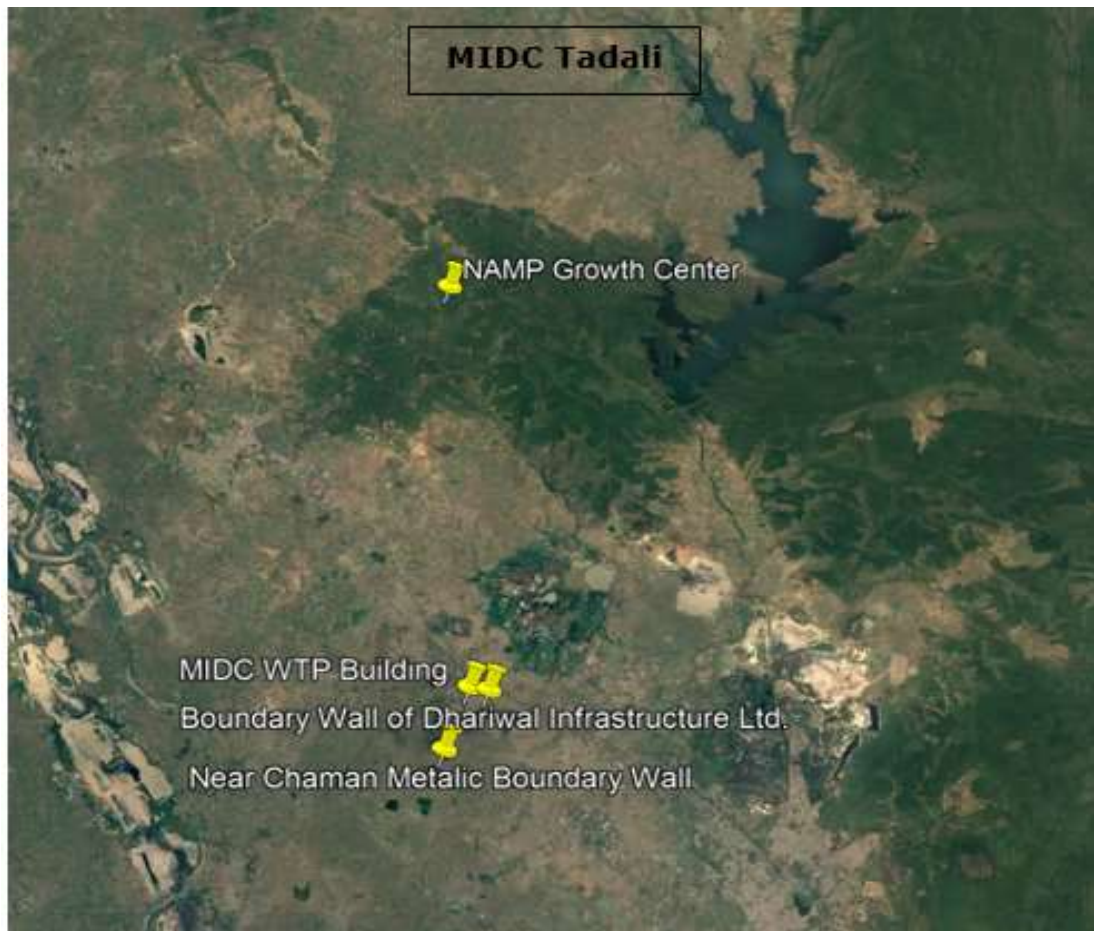 MIDC Tadali
NAMP Growth Center
MIDC WTP Building
Boundary Wall of Dhariwal Infrastructure Ltd.
Near Chaman Metalic Boundary Wall